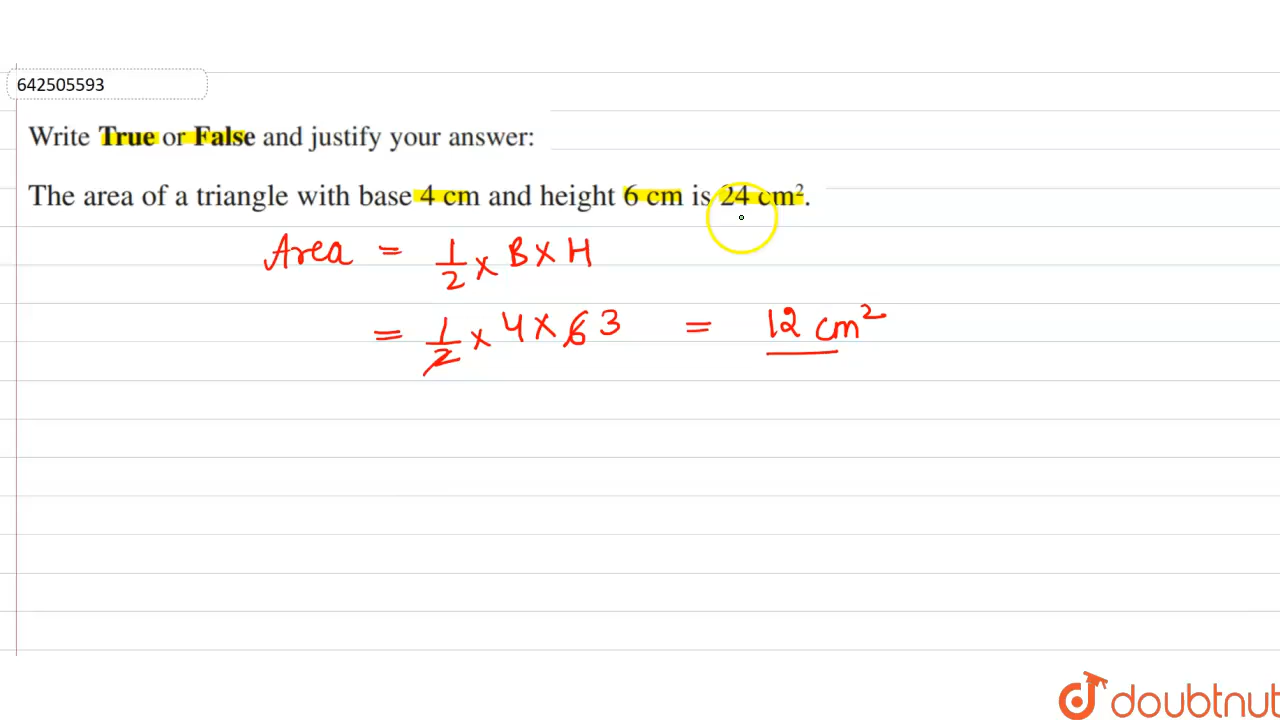 642505593
Write True or False and justify your answer:
The area of a triangle with base 4 cm and height 6 cm is 24 cm².
Area = 1/2 × B × H
= 1/2 × 4 × 6 3 = 12 cm²
doubtnut